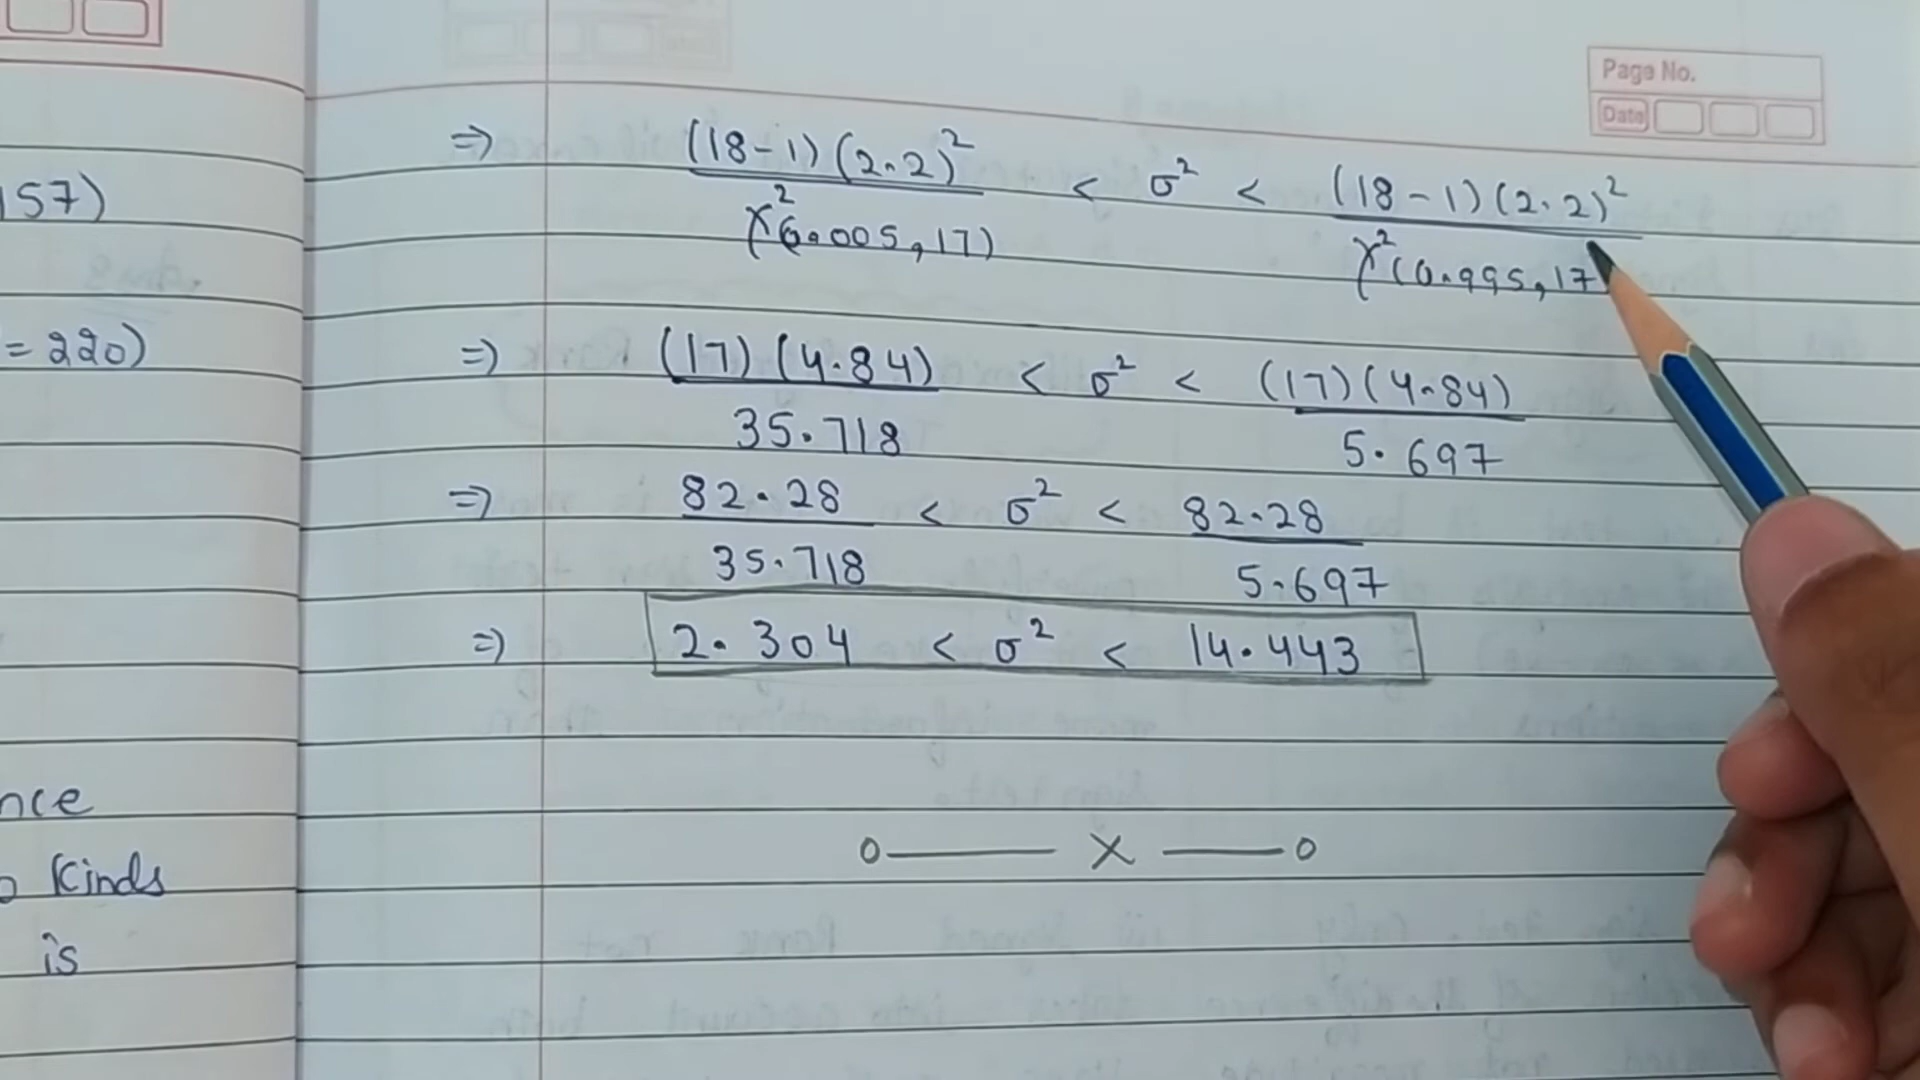 Page No.
Date
157)
= 220)
nce
Kinds
is
=) (18-1)(2.2)² / χ²(0.005,17) < σ² < (18-1)(2.2)² / χ²(0.995,17
=) (17)(4.84) / 35.718 < σ² < (17)(4.84) / 5.697
=) 82.28 / 35.718 < σ² < 82.28 / 5.697
=) 2.304 < σ² < 14.443
o—— X ——o